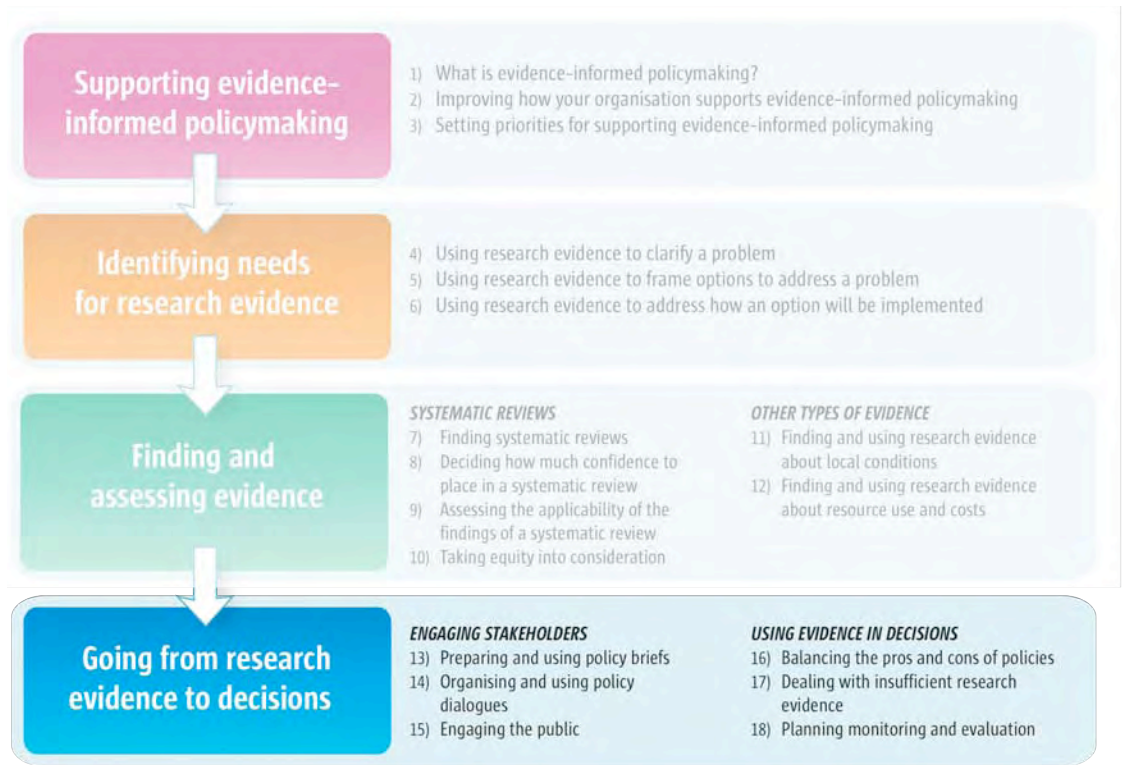 Supporting evidence-
informed policymaking
1) What is evidence-informed policymaking?
2) Improving how your organisation supports evidence-informed policymaking
3) Setting priorities for supporting evidence-informed policymaking
Identifying needs
for research evidence
4) Using research evidence to clarify a problem
5) Using research evidence to frame options to address a problem
6) Using research evidence to address how an option will be implemented
Finding and
assessing evidence
SYSTEMATIC REVIEWS
7) Finding systematic reviews
8) Deciding how much confidence to
place in a systematic review
9) Assessing the applicability of the
findings of a systematic review
10) Taking equity into consideration
OTHER TYPES OF EVIDENCE
11) Finding and using research evidence
about local conditions
12) Finding and using research evidence
about resource use and costs
Going from research
evidence to decisions
ENGAGING STAKEHOLDERS
13) Preparing and using policy briefs
14) Organising and using policy
dialogues
15) Engaging the public
USING EVIDENCE IN DECISIONS
16) Balancing the pros and cons of policies
17) Dealing with insufficient research
evidence
18) Planning monitoring and evaluation